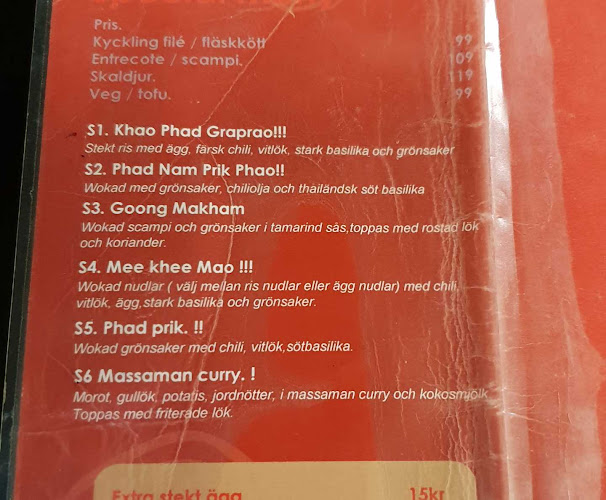 Pris.
Kyckling filé / fläskkött 99
Entrecote / scampi. 109
Skaldjur. 119
Veg / tofu. 99
S1. Khao Phad Graprao!!!
Stekt ris med ägg, färsk chili, vitlök, stark basilika och grönsaker
S2. Phad Nam Prik Phao!!
Wokad med grönsaker, chiliolja och thailändsk söt basilika
S3. Goong Makham
Wokad scampi och grönsaker i tamarind sås,toppas med rostad lök
och koriander.
S4. Mee khee Mao !!!
Wokad nudlar ( välj mellan ris nudlar eller ägg nudlar) med chili,
vitlök, ägg,stark basilika och grönsaker.
S5. Phad prik. !!
Wokad grönsaker med chili, vitlök,sötbasilika.
S6 Massaman curry. !
Morot, gullök, potatis, jordnötter, i massaman curry och kokosmjölk
Toppas med friterade lök.
Extra stekt ägg 15kr